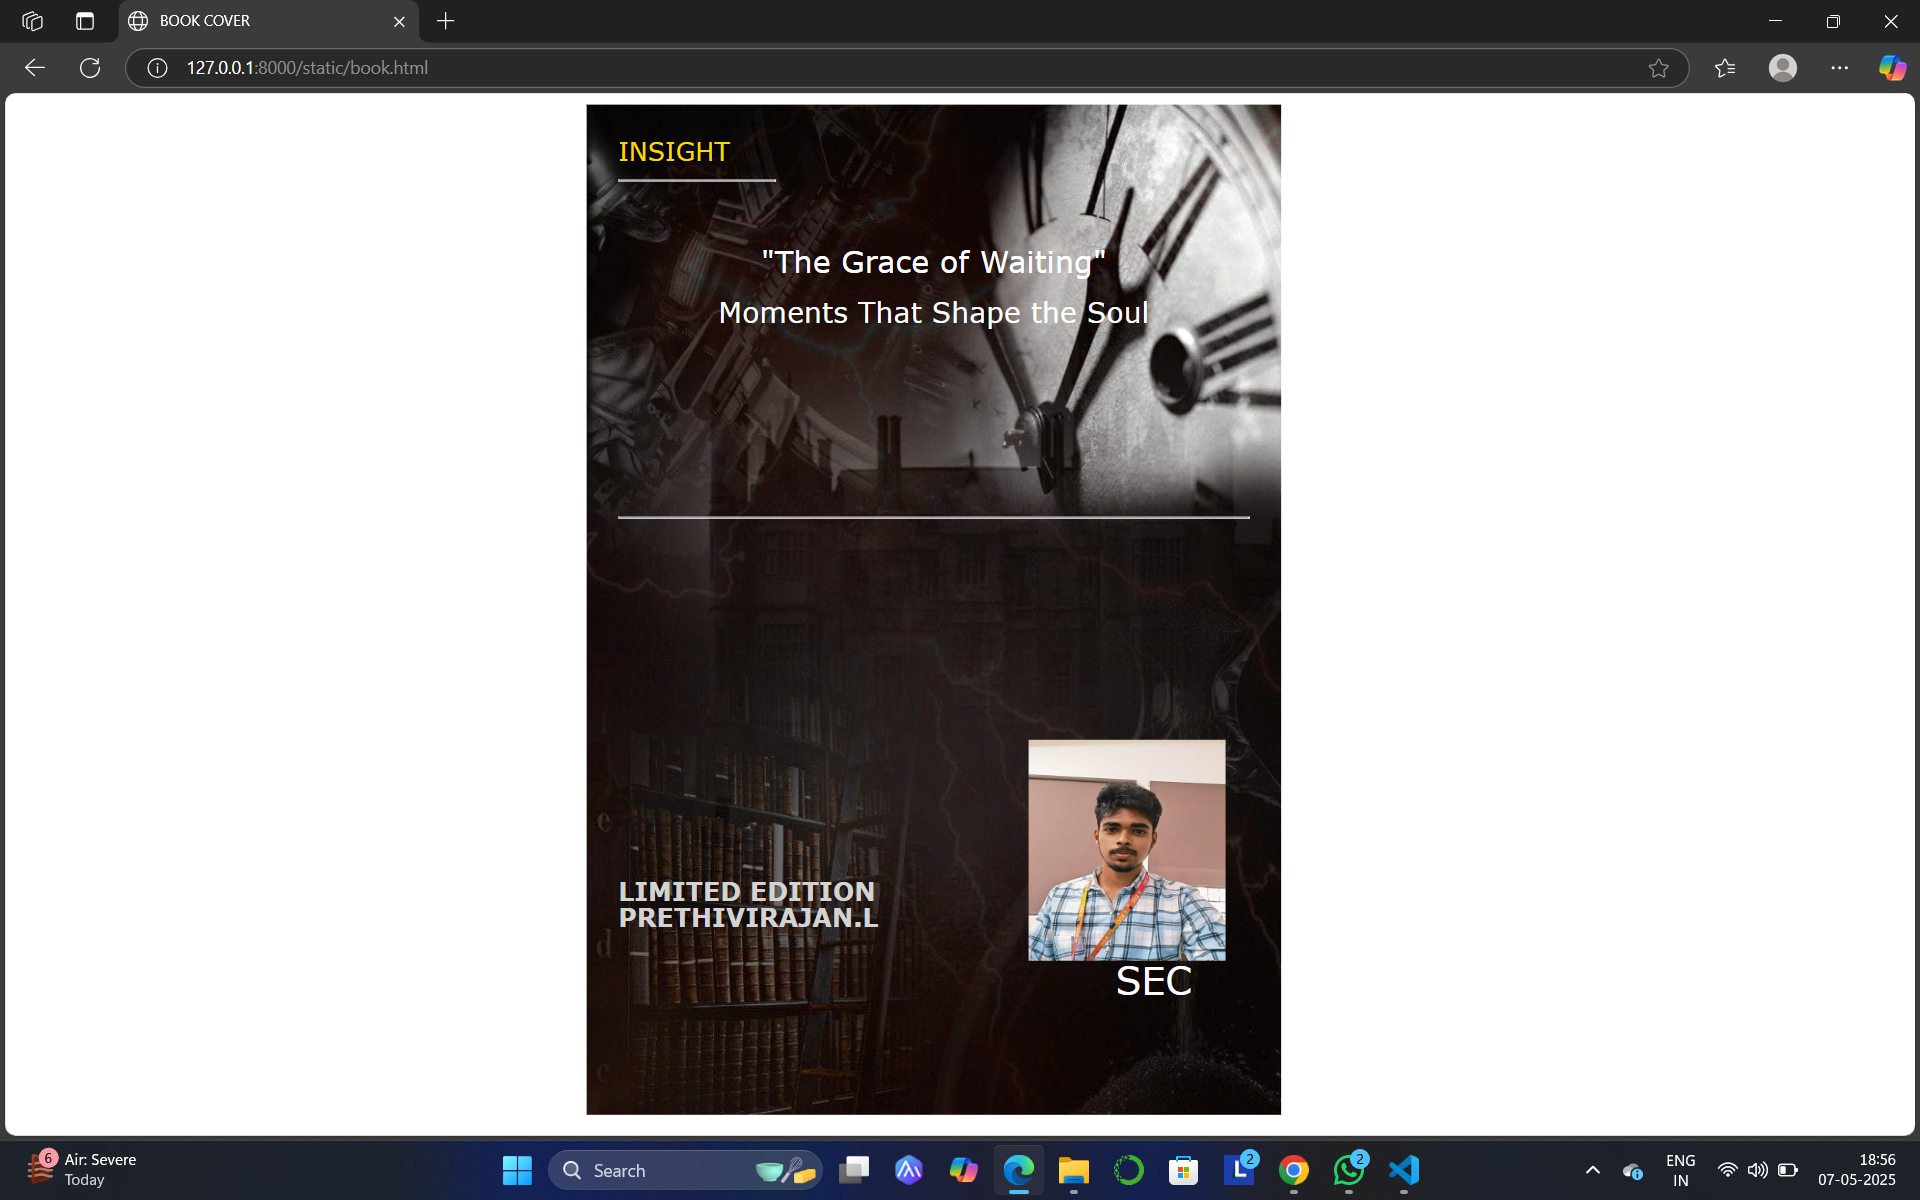 BOOK COVER
127.0.0.1:8000/static/book.html
INSIGHT
"The Grace of Waiting"
Moments That Shape the Soul
LIMITED EDITION
PRETHIVIRAJAN.L
SEC
6
Air: Severe
Today
Search
L
2
2
ENG
IN
18:56
07-05-2025